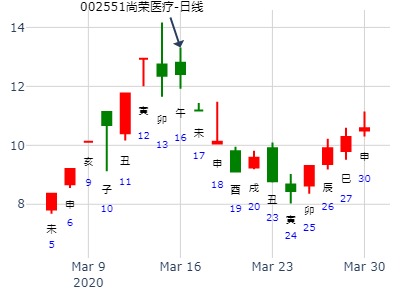 002551尚荣医疗-日线
14
12
10
8
未
5
申
6
亥
9
子
10
丑
11
寅
12
卯
13
午
16
未
17
申
18
酉
19
戌
20
丑
23
寅
24
卯
25
辰
26
巳
27
申
30
Mar 9
2020
Mar 16
Mar 23
Mar 30